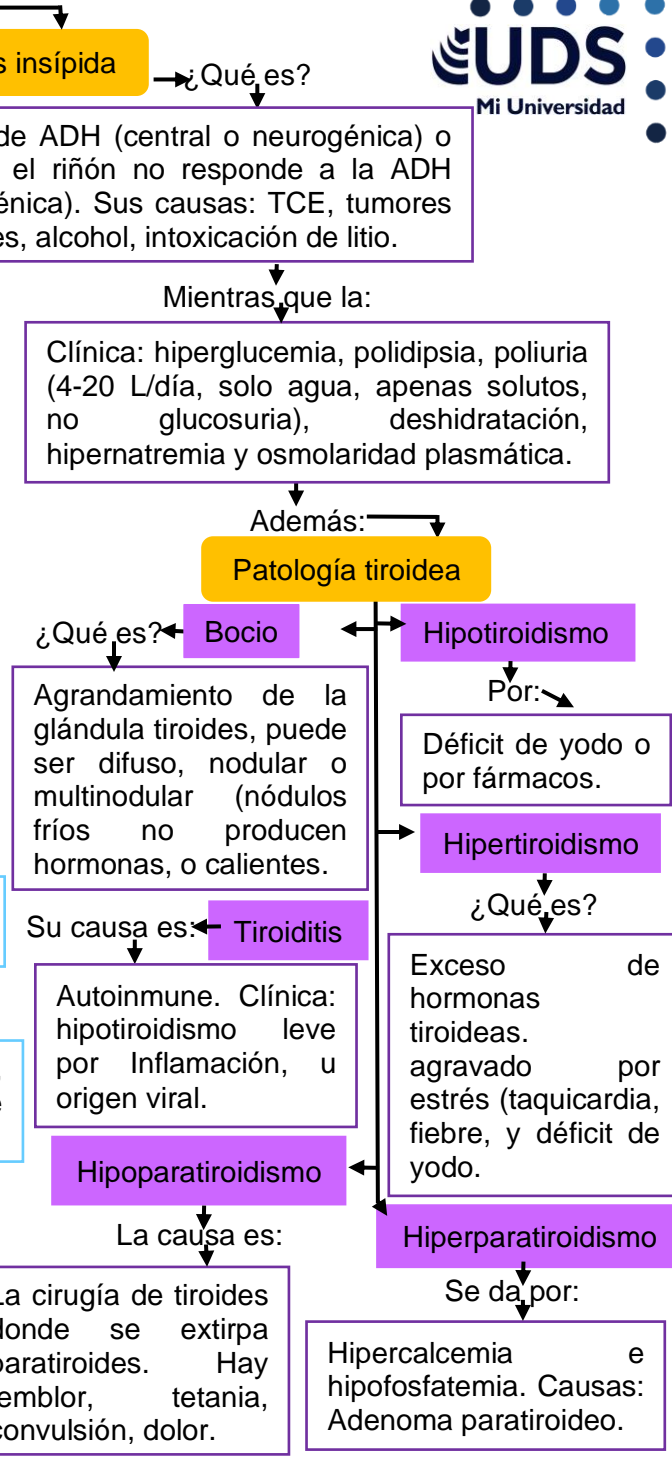 s insípida
¿Qué es?
UDS
Mi Universidad
de ADH (central o neurogénica) o
el riñón no responde a la ADH
énica). Sus causas: TCE, tumores
es, alcohol, intoxicación de litio.
Mientras que la:
Clínica: hiperglucemia, polidipsia, poliuria
(4-20 L/día, solo agua, apenas solutos,
no glucosuria), deshidratación,
hipernatremia y osmolaridad plasmática.
Además:
Patología tiroidea
¿Qué es?
Bocio
Agrandamiento de la
glándula tiroides, puede
ser difuso, nodular o
multinodular (nódulos
fríos no producen
hormonas, o calientes.
Hipotiroidismo
Por:
Déficit de yodo o
por fármacos.
Hipertiroidismo
¿Qué es?
Exceso de
hormonas
tiroideas.
agravado por
estrés (taquicardia,
fiebre, y déficit de
yodo.
Su causa es:
Tiroiditis
Autoinmune. Clínica:
hipotiroidismo leve
por Inflamación, u
origen viral.
Hipoparatiroidismo
La causa es:
La cirugía de tiroides
donde se extirpa
paratiroides. Hay
temblor, tetania,
convulsión, dolor.
Hiperparatiroidismo
Se da por:
Hipercalcemia e
hipofosfatemia. Causas:
Adenoma paratiroideo.